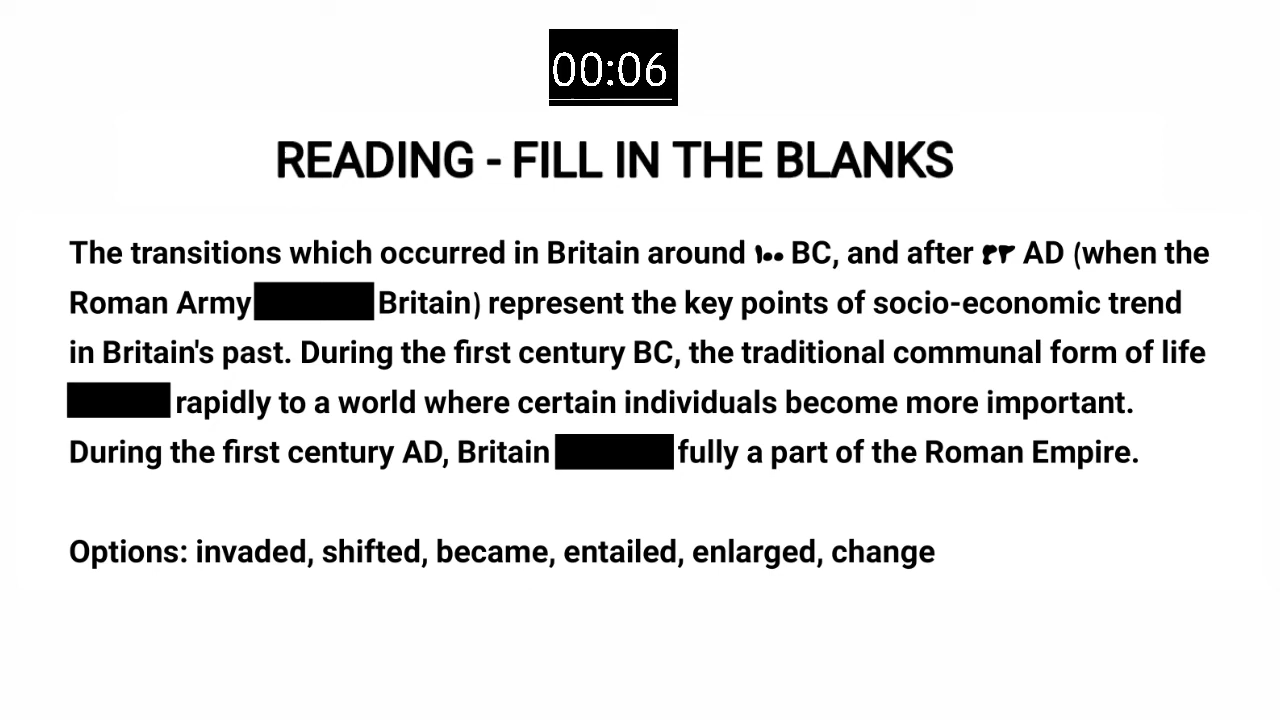 00:06
READING - FILL IN THE BLANKS
The transitions which occurred in Britain around ۱۰۰ BC, and after ۴۳ AD (when the
Roman Army Britain) represent the key points of socio-economic trend
in Britain's past. During the first century BC, the traditional communal form of life
rapidly to a world where certain individuals become more important.
During the first century AD, Britain fully a part of the Roman Empire.
Options: invaded, shifted, became, entailed, enlarged, change